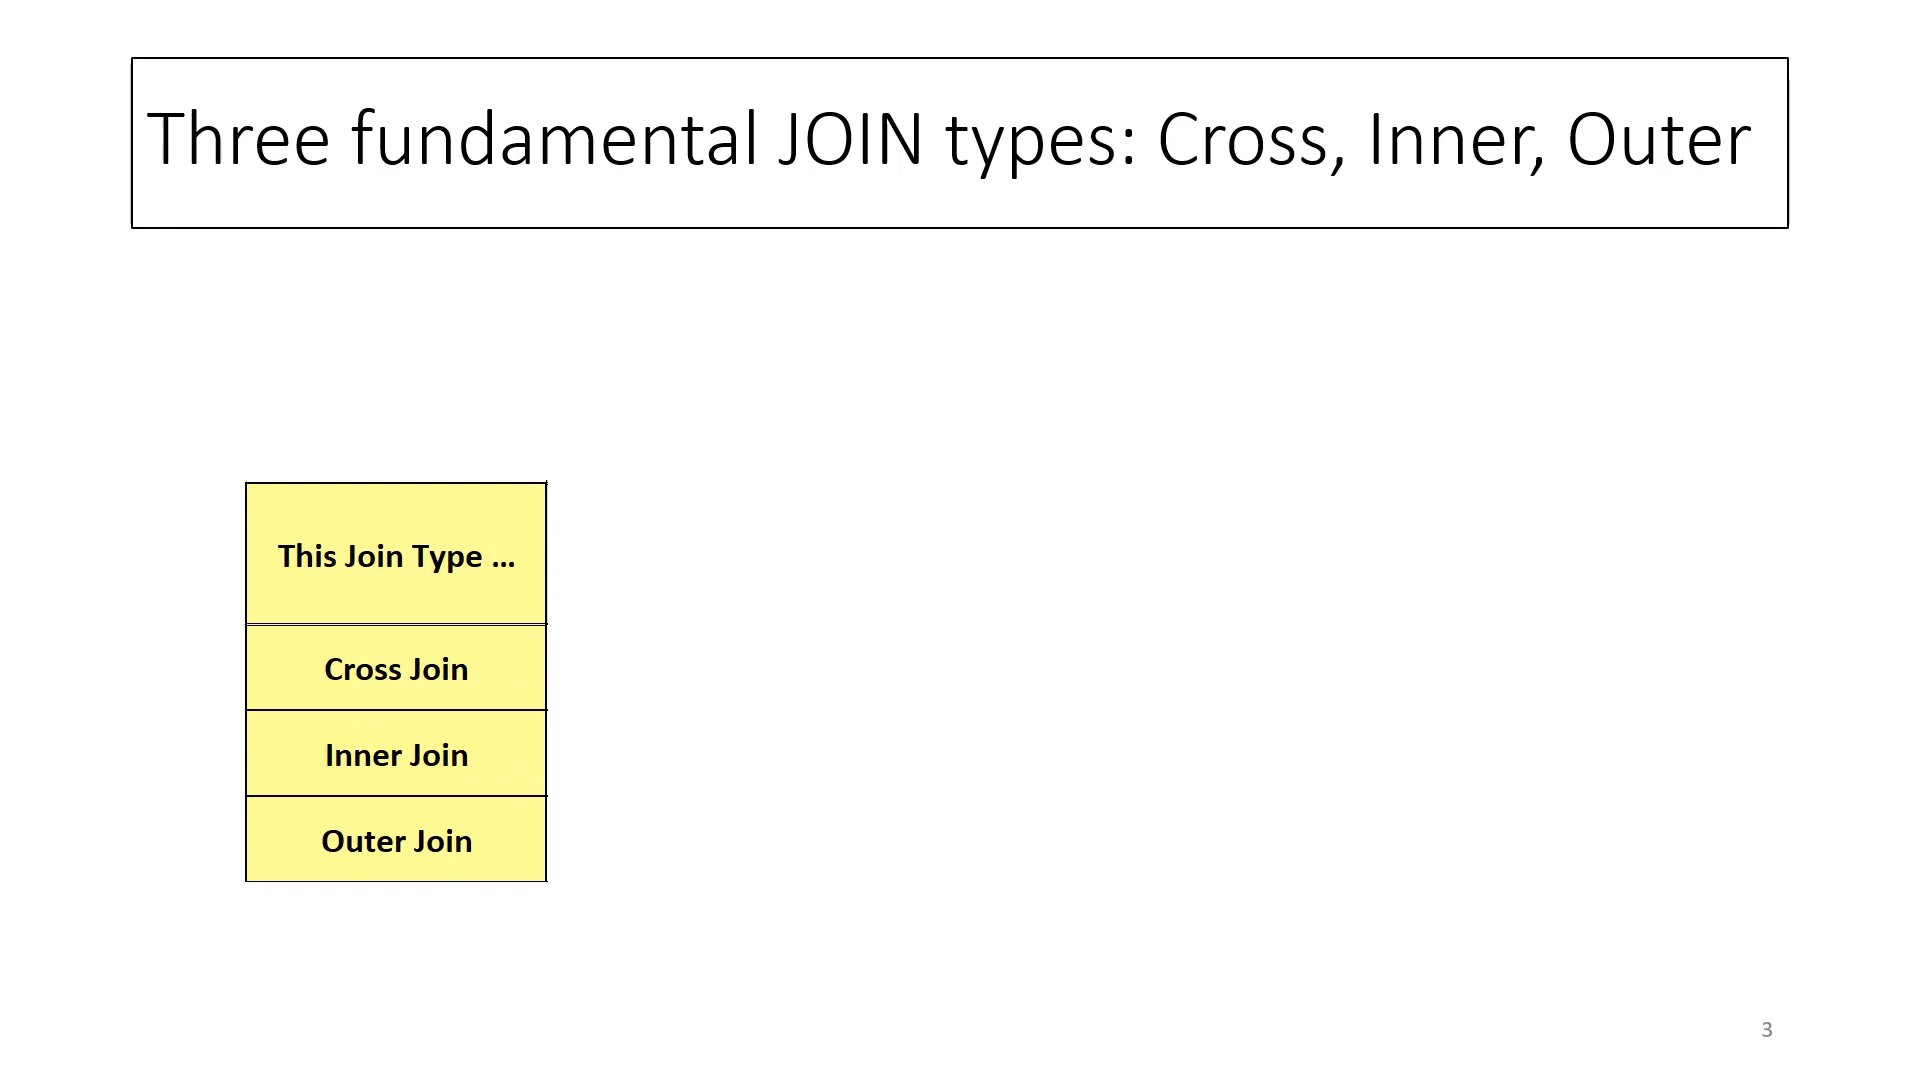 Three fundamental JOIN types: Cross, Inner, Outer
This Join Type ...
Cross Join
Inner Join
Outer Join
3